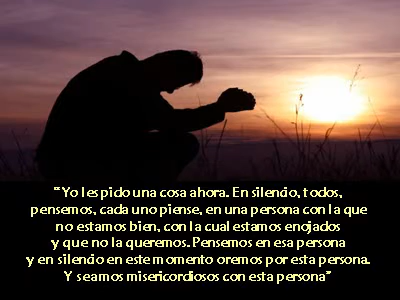 “Yo les pido una cosa ahora. En silencio, todos,
pensemos, cada uno piense, en una persona con la que
no estamos bien, con la cual estamos enojados
y que no la queremos. Pensemos en esa persona
y en silencio en este momento oremos por esta persona.
Y seamos misericordiosos con esta persona”